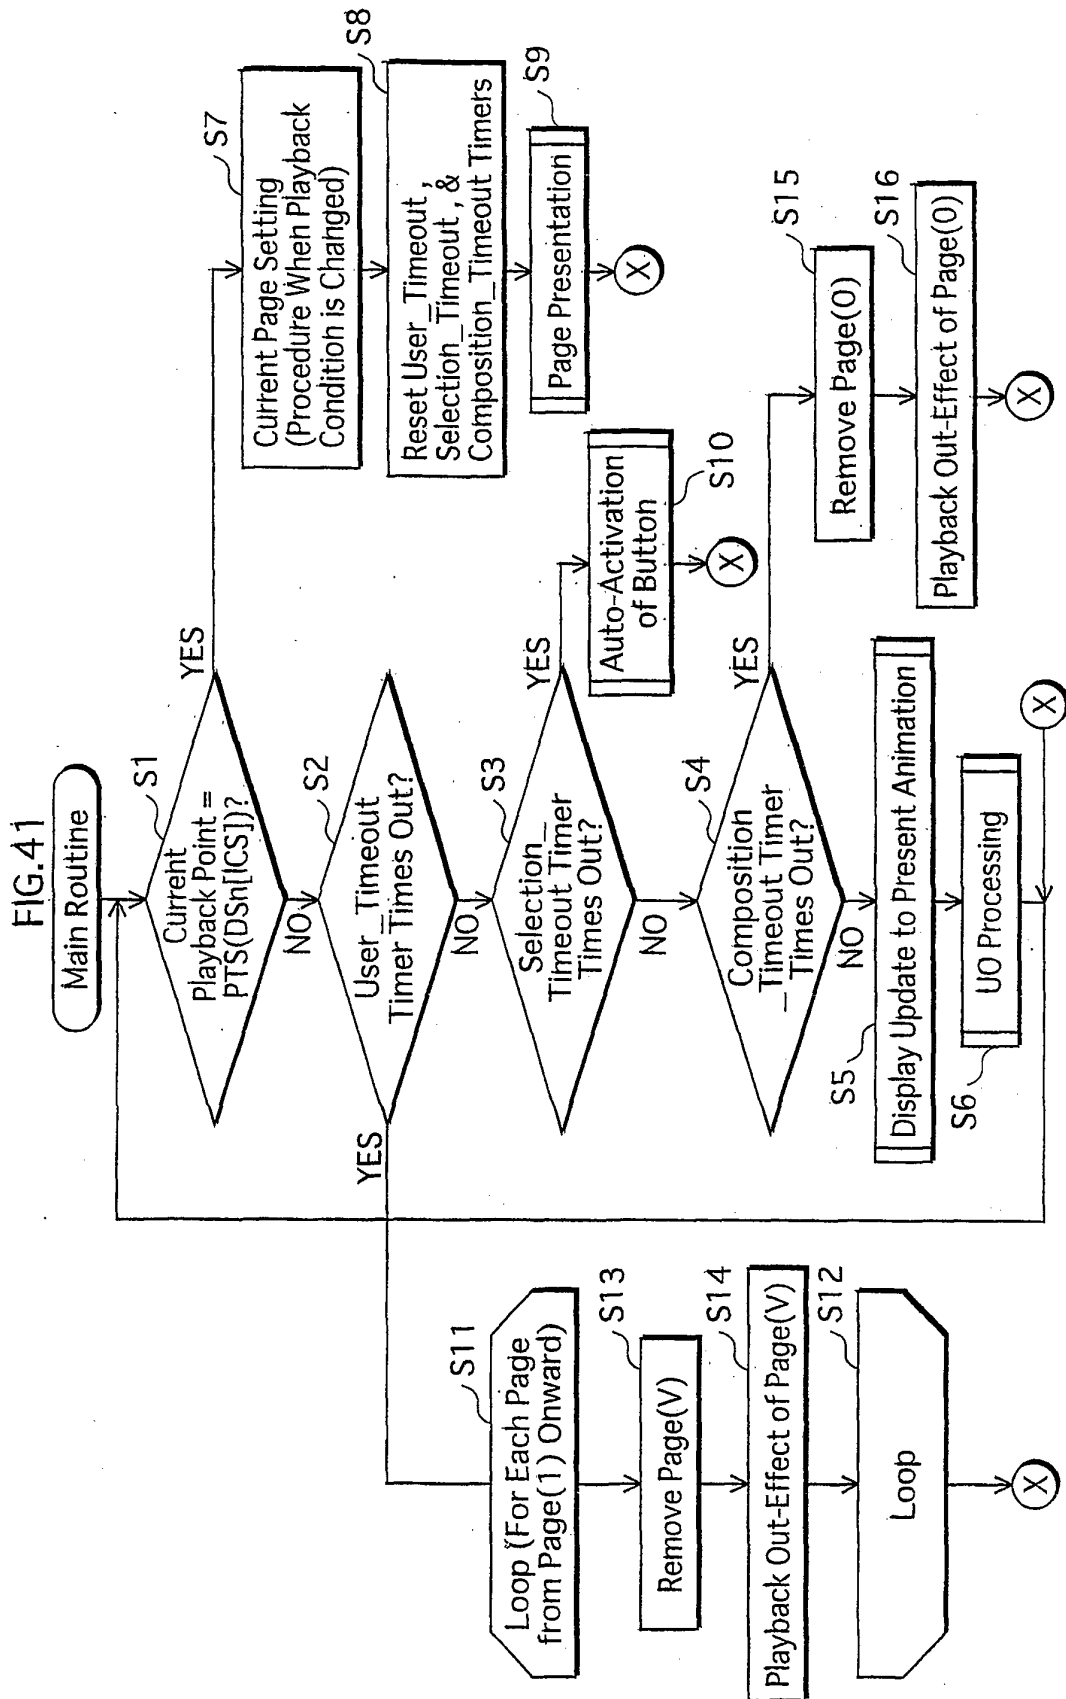 FIG.41
Main Routine
S1
Current
Playback Point =
PTS(DSn[ICS])?
YES
NO
S7
Current Page Setting
(Procedure When Playback
Condition is Changed)
S8
Reset User_Timeout,
Selection_Timeout, &
Composition_Timeout Timers
S9
Page Presentation
X
S2
User_Timeout
Timer Times Out?
YES
NO
S3
Selection_
Timeout Timer
Times Out?
YES
NO
S10
Auto-Activation
of Button
X
S4
Composition
_Timeout Timer
Times Out?
YES
NO
S15
Remove Page(0)
S16
Playback Out-Effect of Page(0)
X
S5
Display Update to Present Animation
S6
UO Processing
X
S11
Loop (For Each Page
from Page(1) Onward)
S13
Remove Page(V)
S14
Playback Out-Effect of Page(V)
S12
Loop
X